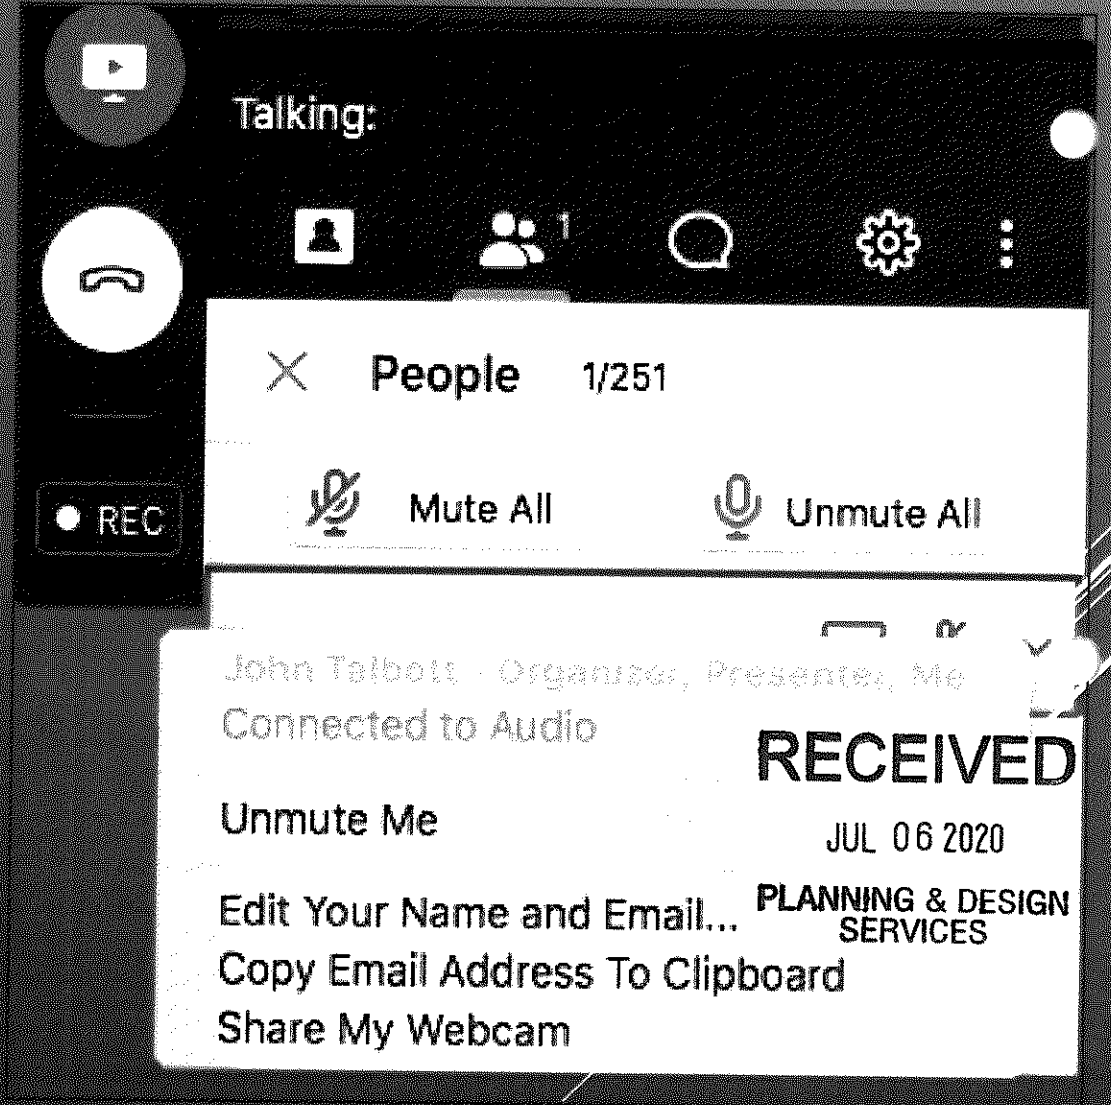 Talking:
1
People 1/251
Mute All Unmute All
REC
John Talbott - Organizer, Presenter, Me
Connected to Audio
RECEIVED
Unmute Me
JUL 06 2020
PLANNING & DESIGN
SERVICES
Edit Your Name and Email...
Copy Email Address To Clipboard
Share My Webcam